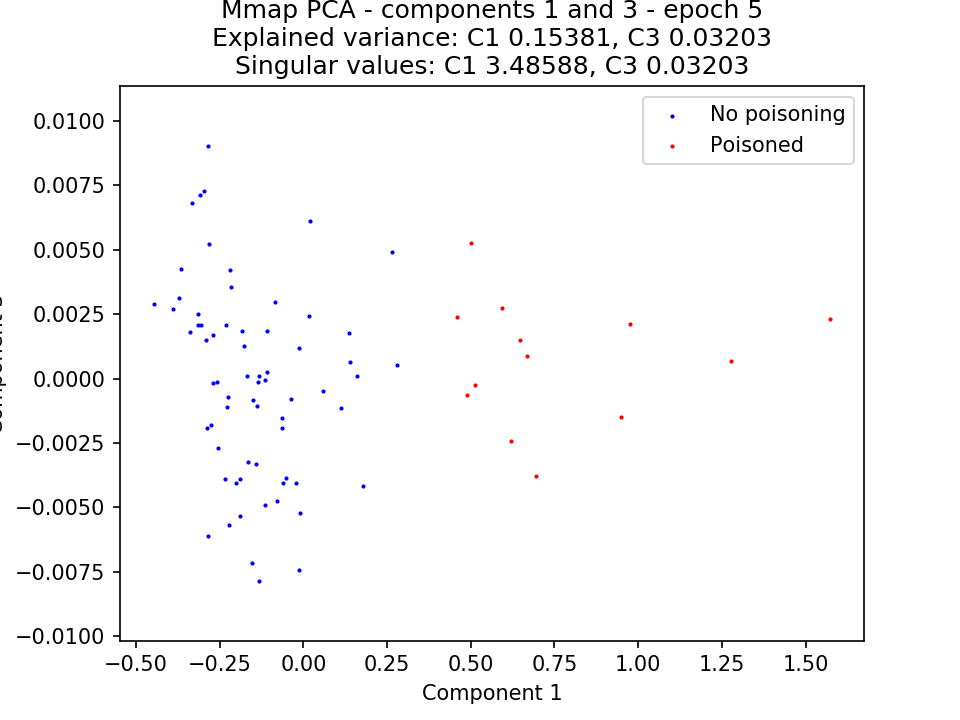 Mmap PCA - components 1 and 3 - epoch 5
Explained variance: C1 0.15381, C3 0.03203
Singular values: C1 3.48588, C3 0.03203
No poisoning
Poisoned
0.0100
0.0075
0.0050
0.0025
0.0000
−0.0025
−0.0050
−0.0075
−0.0100
−0.50 −0.25 0.00 0.25 0.50 0.75 1.00 1.25 1.50
Component 1